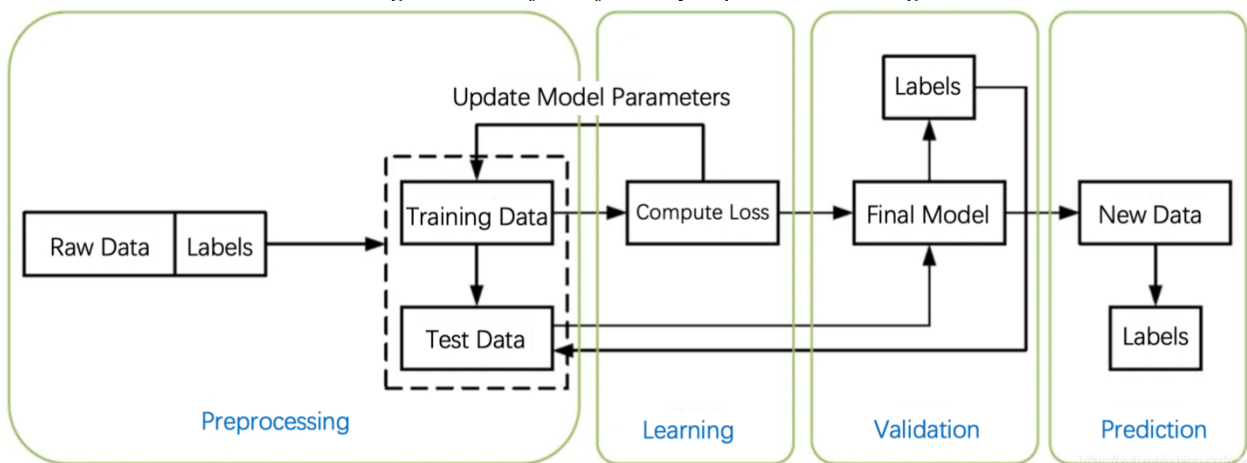 Labels
Update Model Parameters
Training Data
Compute Loss
Final Model
New Data
Raw Data
Labels
Test Data
Labels
Preprocessing
Learning
Validation
Prediction